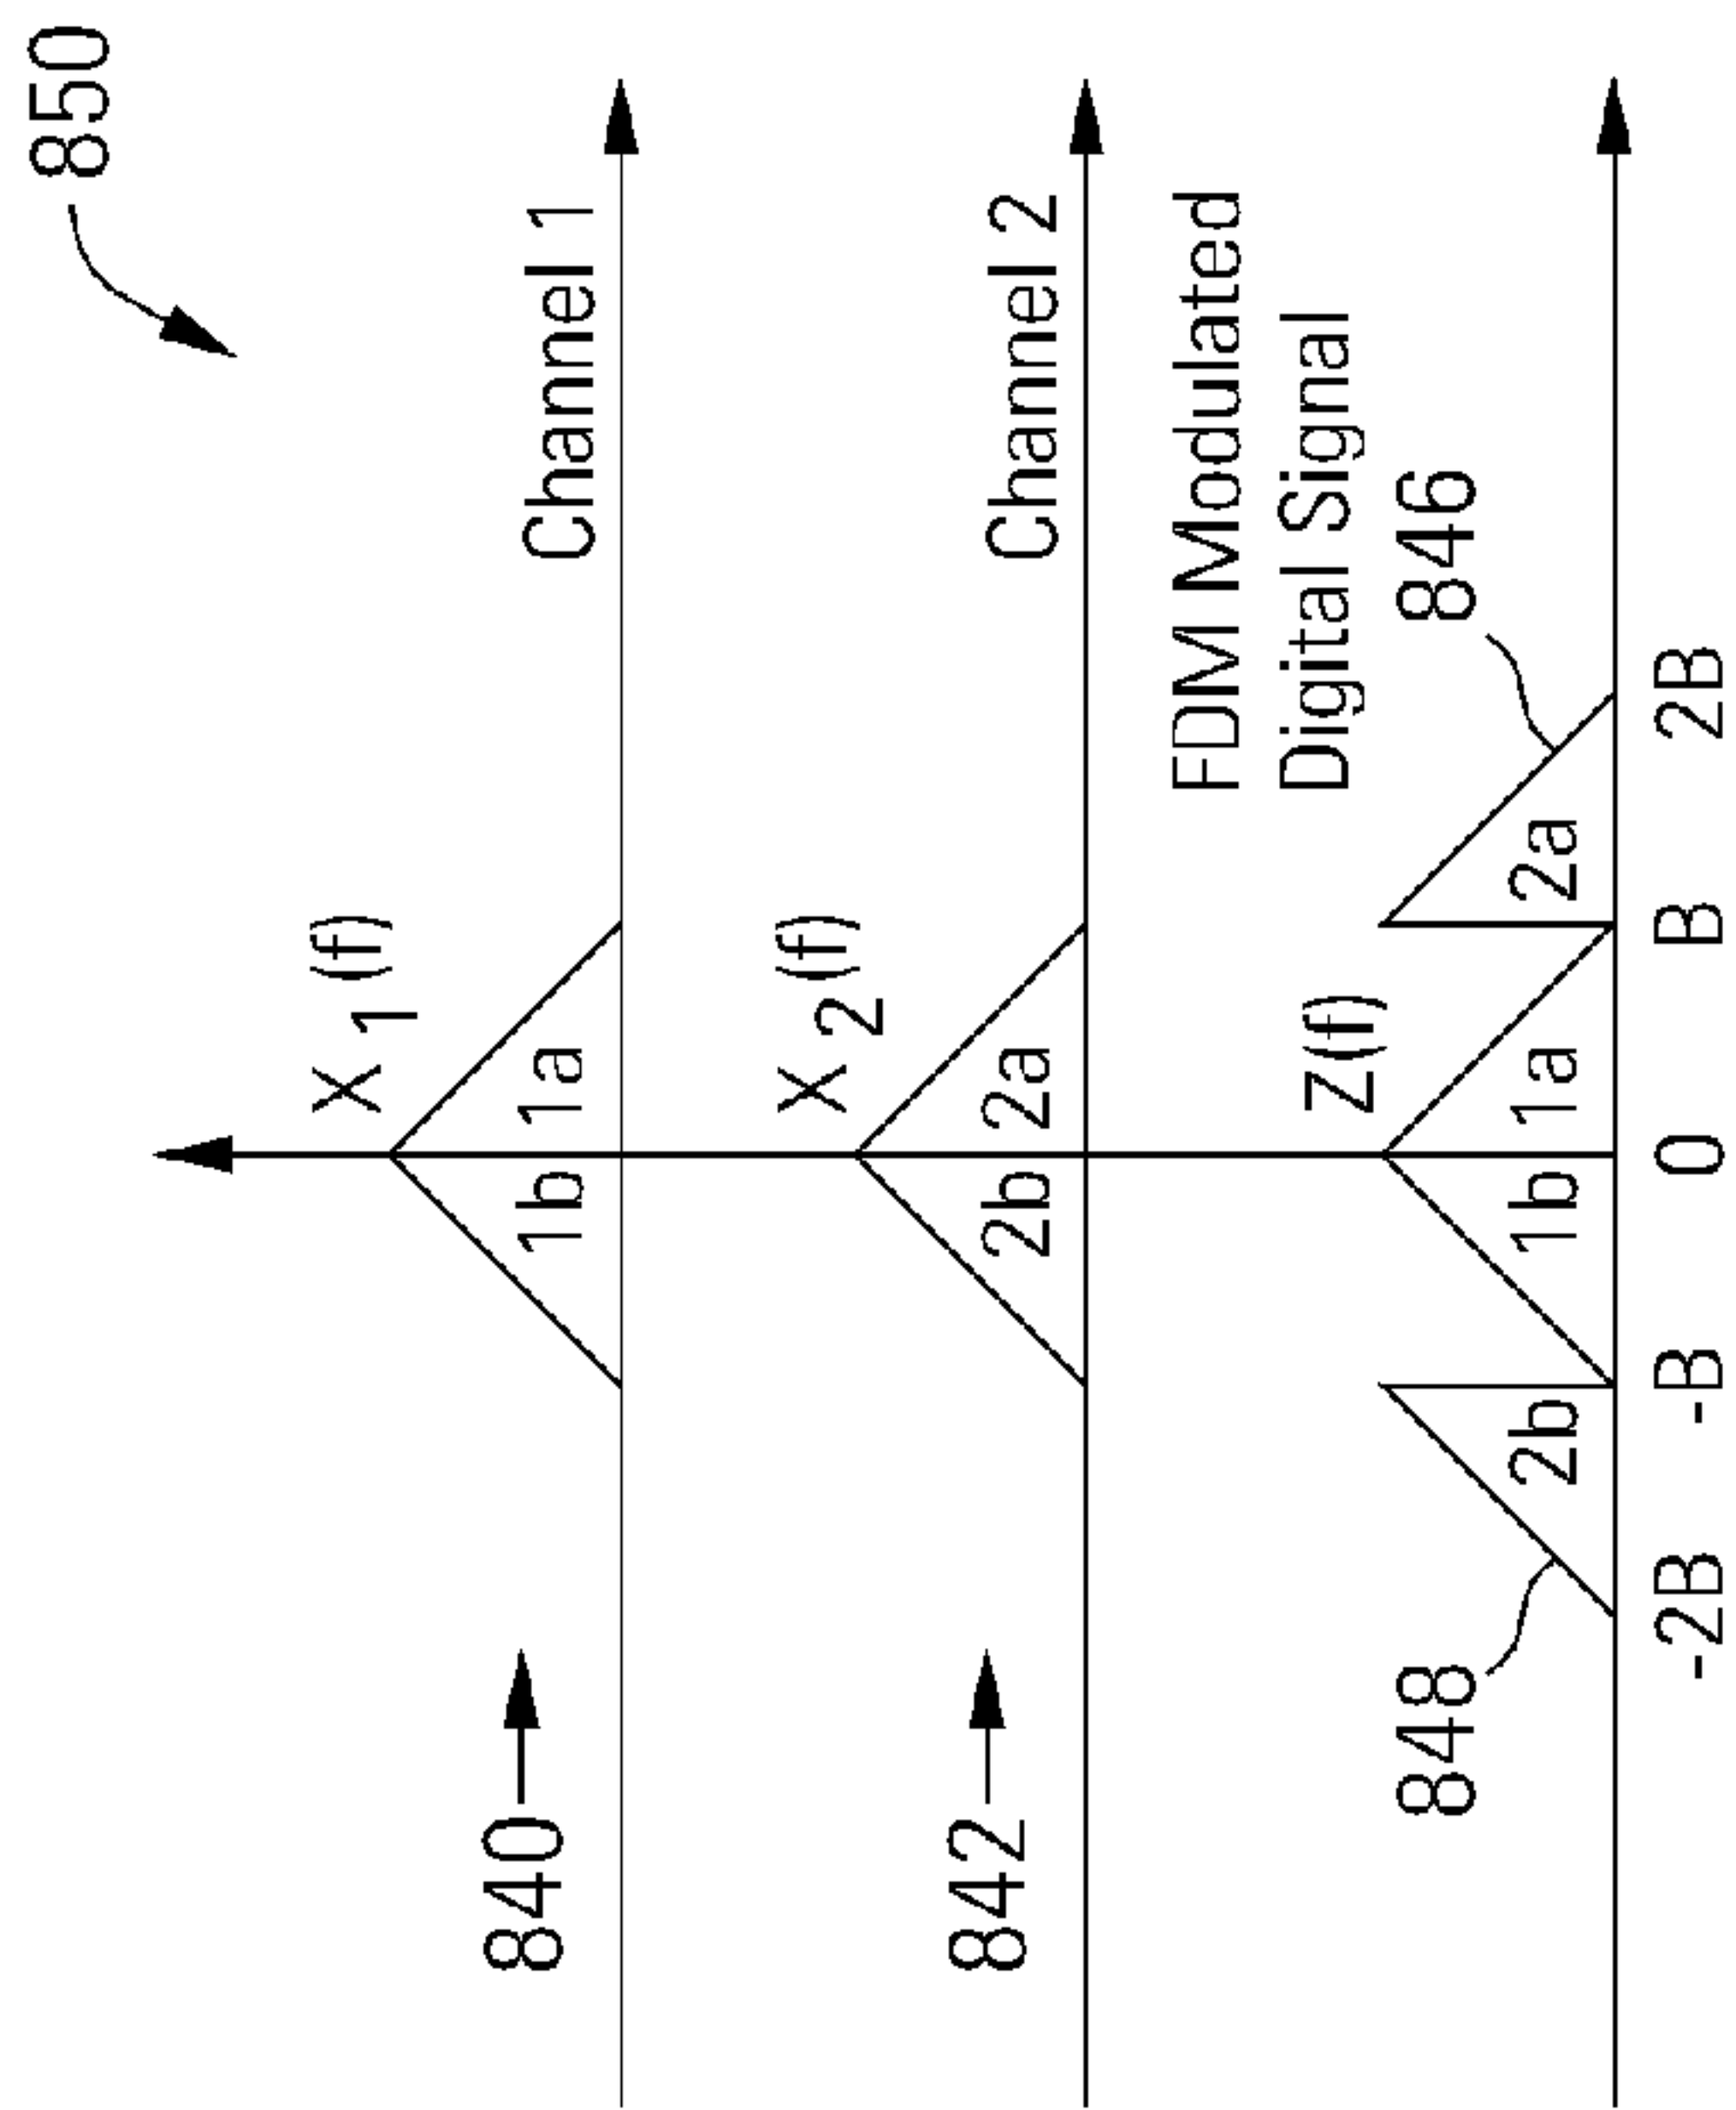 850
X 1 (f)
840
1b 1a
Channel 1
X 2 (f)
842
2b 2a
Channel 2
FDM Modulated
Digital Signal
Z(f)
848
846
2b 1b 1a 2a
-2B -B 0 B 2B